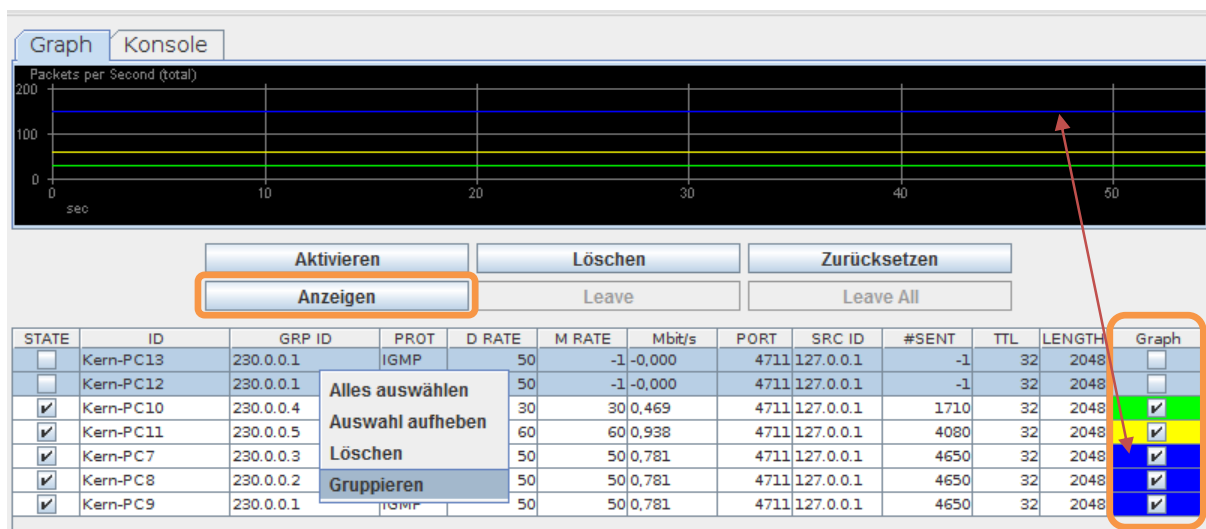 Graph Konsole
Packets per Second (total)
200
100
0
0 10 20 30 40 50
sec
Aktivieren Löschen Zurücksetzen
Anzeigen Leave Leave All
STATE ID GRP ID PROT D RATE M RATE Mbit/s PORT SRC ID #SENT TTL LENGTH Graph
Kern-PC13 230.0.0.1 IGMP 50 -1 -0,000 4711 127.0.0.1 -1 32 2048
Kern-PC12 230.0.0.1 50 -1 -0,000 4711 127.0.0.1 -1 32 2048
Kern-PC10 230.0.0.4 30 30 0,469 4711 127.0.0.1 1710 32 2048
Kern-PC11 230.0.0.5 60 60 0,938 4711 127.0.0.1 4080 32 2048
Kern-PC7 230.0.0.3 50 50 0,781 4711 127.0.0.1 4650 32 2048
Kern-PC8 230.0.0.2 50 50 0,781 4711 127.0.0.1 4650 32 2048
Kern-PC9 230.0.0.1 IGMP 50 50 0,781 4711 127.0.0.1 4650 32 2048
Alles auswählen
Auswahl aufheben
Löschen
Gruppieren